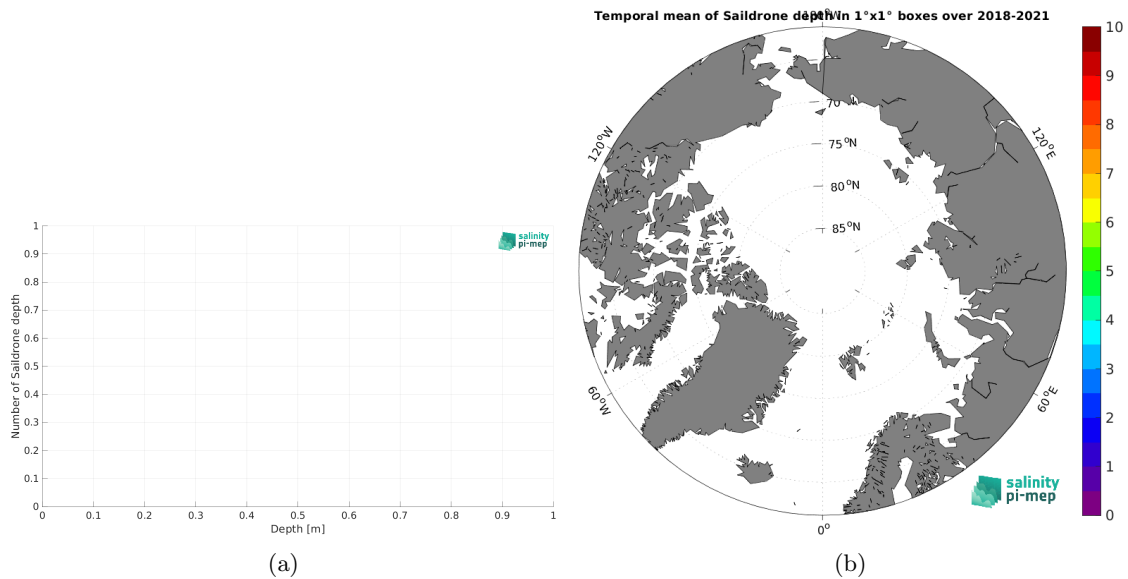 Temporal mean of Saildrone depth in 1°x1° boxes over 2018-2021
180°W
120°W
120°E
60°W
60°E
0°
70
75°N
80°N
85°N
salinity
pi-mep
10
9
8
7
6
5
4
3
2
1
0
Number of Saildrone depth
1
0.9
0.8
0.7
0.6
0.5
0.4
0.3
0.2
0.1
0
0 0.1 0.2 0.3 0.4 0.5 0.6 0.7 0.8 0.9 1
Depth [m]
salinity
pi-mep
(a)
(b)